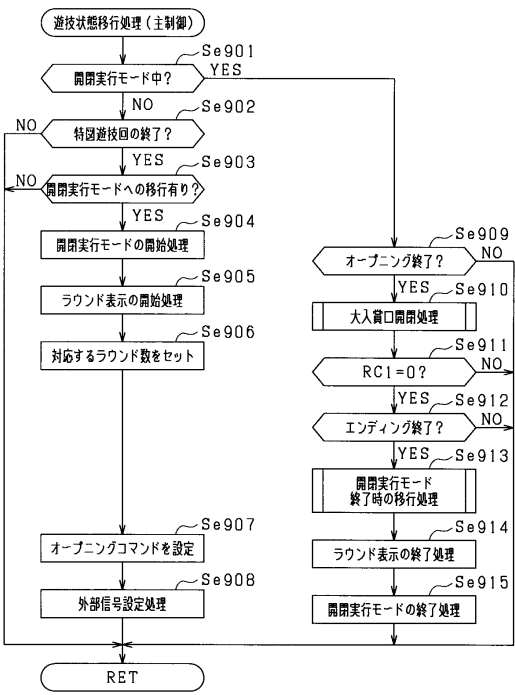 遊技状態移行処理(主制御)
Se901
開閉実行モード中?
YES
NO
Se902
特図遊技回の終了?
NO
YES
Se903
開閉実行モードへの移行有り?
NO
YES
Se904
開閉実行モードの開始処理
Se905
ラウンド表示の開始処理
Se906
対応するラウンド数をセット
Se907
オープニングコマンドを設定
Se908
外部信号設定処理
Se909
オープニング終了?
NO
YES
Se910
大入賞口開閉処理
Se911
RC1=0?
NO
YES
Se912
エンディング終了?
NO
YES
Se913
開閉実行モード
終了時の移行処理
Se914
ラウンド表示の終了処理
Se915
開閉実行モードの終了処理
RET